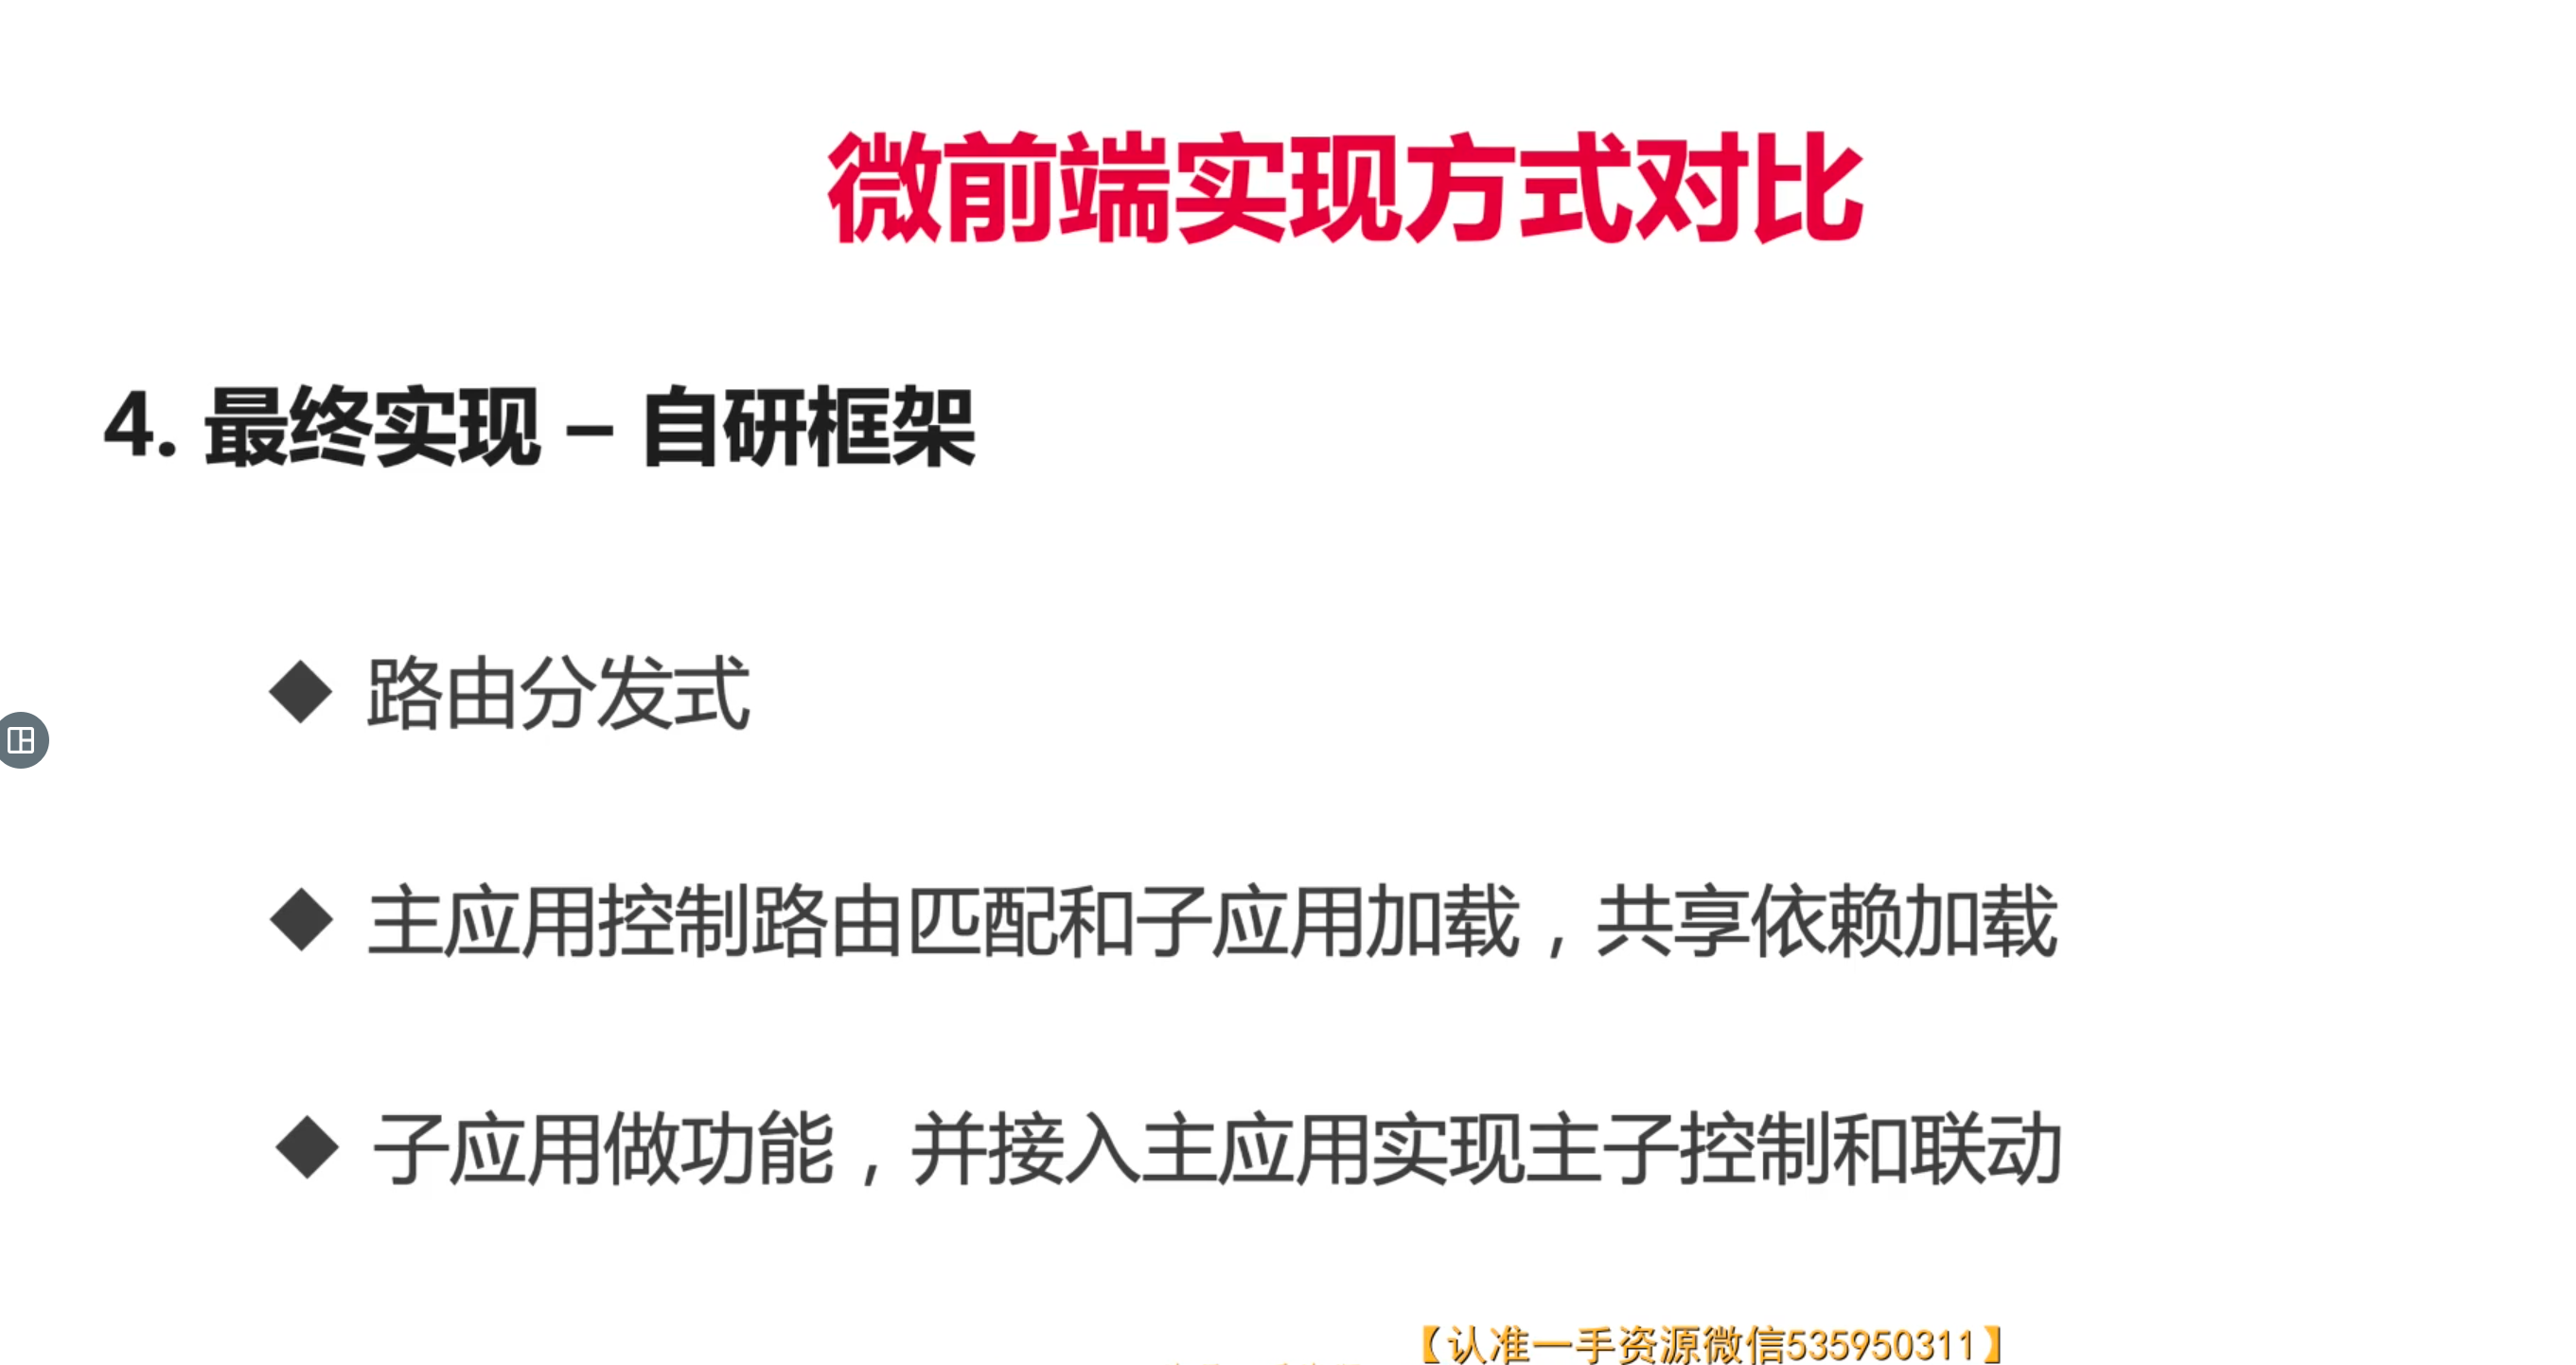 微前端实现方式对比
4. 最终实现 – 自研框架
◆ 路由分发式
◆ 主应用控制路由匹配和子应用加载，共享依赖加载
◆ 子应用做功能，并接入主应用实现主子控制和联动
【认准一手资源微信535950311】